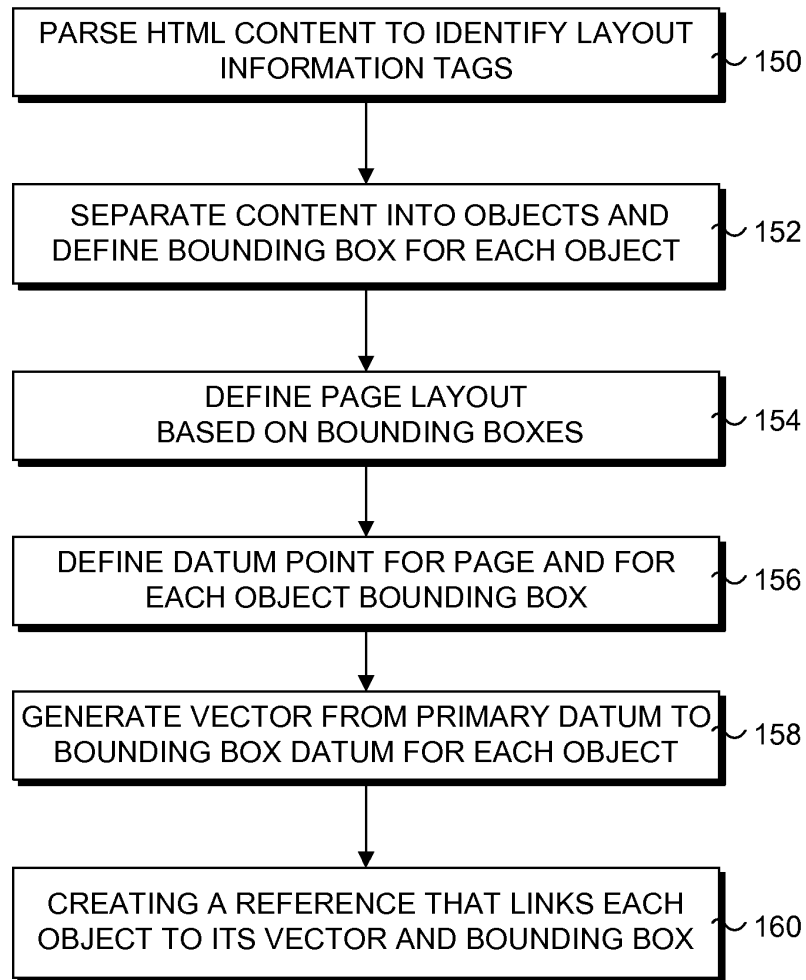 PARSE HTML CONTENT TO IDENTIFY LAYOUT
INFORMATION TAGS
150
SEPARATE CONTENT INTO OBJECTS AND
DEFINE BOUNDING BOX FOR EACH OBJECT
152
DEFINE PAGE LAYOUT
BASED ON BOUNDING BOXES
154
DEFINE DATUM POINT FOR PAGE AND FOR
EACH OBJECT BOUNDING BOX
156
GENERATE VECTOR FROM PRIMARY DATUM TO
BOUNDING BOX DATUM FOR EACH OBJECT
158
CREATING A REFERENCE THAT LINKS EACH
OBJECT TO ITS VECTOR AND BOUNDING BOX
160